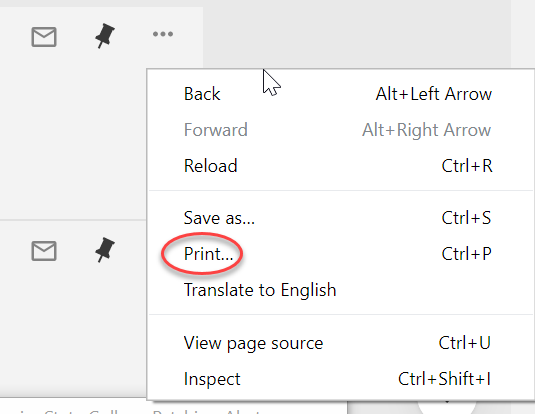 Back Alt+Left Arrow
Forward Alt+Right Arrow
Reload Ctrl+R
Save as... Ctrl+S
Print... Ctrl+P
Translate to English
View page source Ctrl+U
Inspect Ctrl+Shift+I